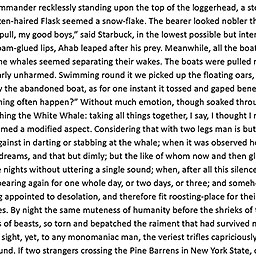 mmander recklessly standing upon the top of the loggerhead, a ste
en-haired Flask seemed a snow-flake. The bearer looked nobler th
pull, my good boys,” said Starbuck, in the lowest possible but inter
oam-glued lips, Ahab leaped after his prey. Meanwhile, all the boat
ne whales seemed separating their wakes. The boats were pulled r
arly unharmed. Swimming round it we picked up the floating oars,
y the abandoned boat, as for one instant it tossed and gaped bene
hing often happen?” Without much emotion, though soaked throu
hing the White Whale: taking all things together, I say, I thought I r
med a modified aspect. Considering that with two legs man is but
gainst in darting or stabbing at the whale; when it was observed h
dreams, and that but dimly; but the like of whom now and then gl
e nights without uttering a single sound; when, after all this silence
pearing again for one whole day, or two days, or three; and someh
g appointed to desolation, and therefore fit roosting-place for their
es. By night the same muteness of humanity before the shrieks of t
s of beasts, so torn and bepatched the raiment that had survived n
sight, yet, to any monomaniac man, the veriest trifles capriciously
und. If two strangers crossing the Pine Barrens in New York State, o